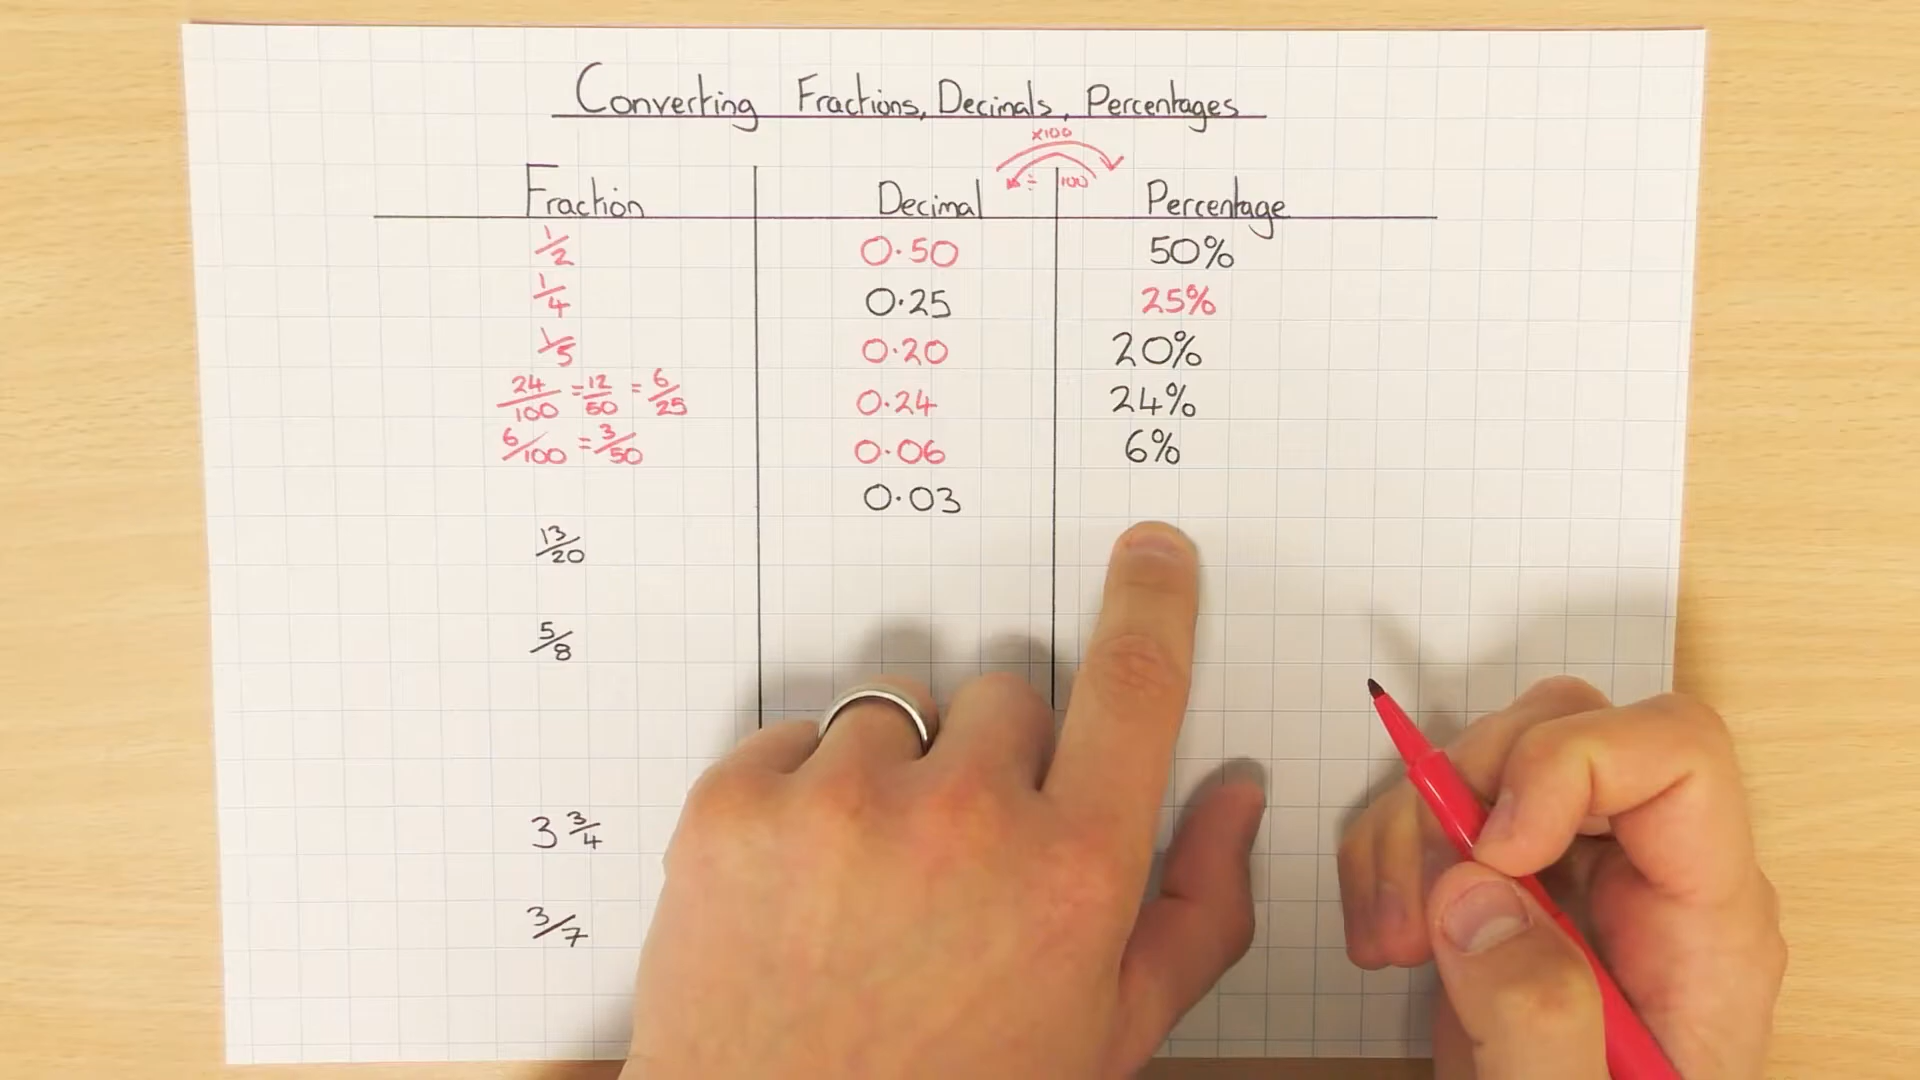 Converting Fractions, Decimals, Percentages
×100
÷ 100
Fraction Decimal Percentage
1/2 0.50 50%
1/4 0.25 25%
1/5 0.20 20%
24/100 = 12/50 = 6/25 0.24 24%
6/100 = 3/50 0.06 6%
0.03
13/20
5/8
3 3/4
3/7